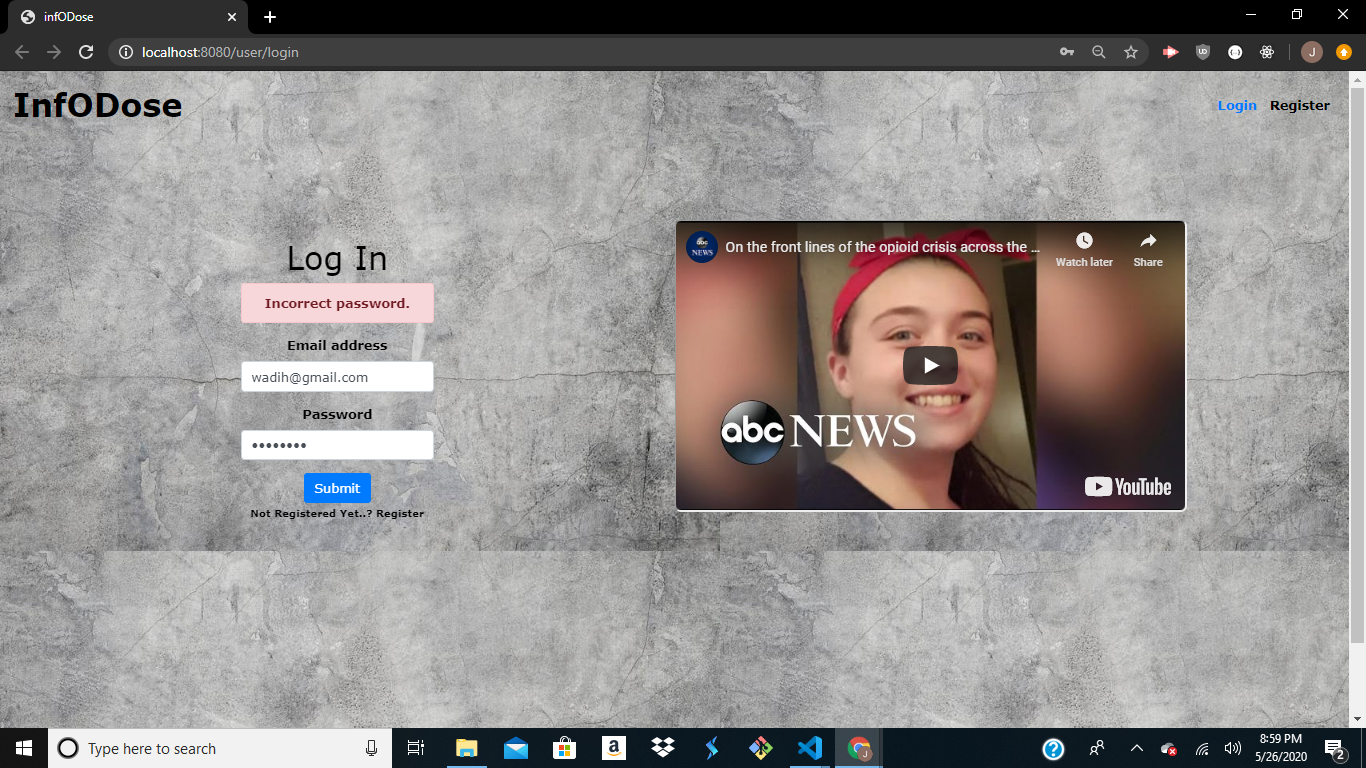 infODose
localhost:8080/user/login
J
InfODose
Login Register
Log In
Incorrect password.
Email address
wadih@gmail.com
Password
••••••••
Submit
Not Registered Yet..? Register
abc NEWS
On the front lines of the opioid crisis across the ...
Watch later
Share
abc NEWS
YouTube
Type here to search
a
J
?
8:59 PM
5/26/2020
2